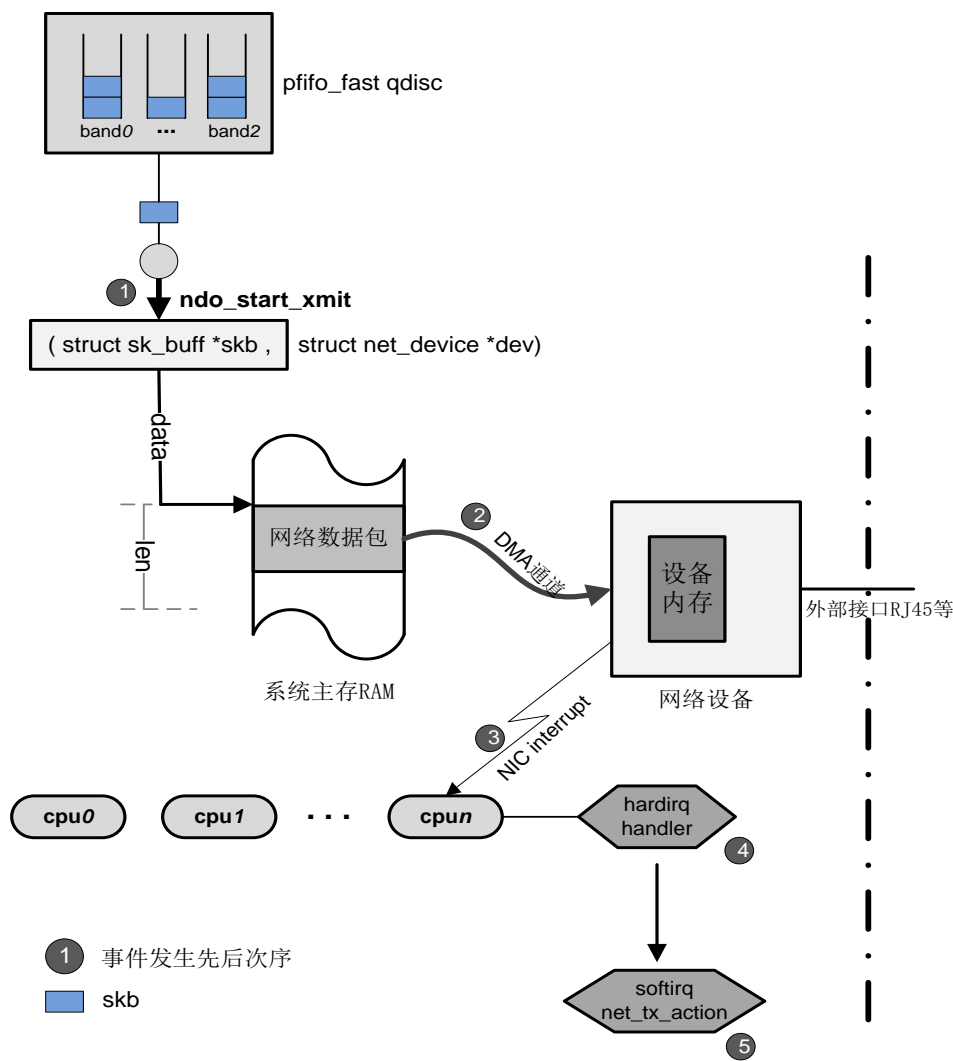 pfifo_fast qdisc
band0 ... band2
1
ndo_start_xmit
( struct sk_buff *skb , struct net_device *dev)
data
len
网络数据包
2
DMA通道
设备
内存
外部接口RJ45等
系统主存RAM
网络设备
3
NIC interrupt
cpu0 cpu1 · · · cpun
hardirq
handler
4
1 事件发生先后次序
skb
softirq
net_tx_action
5